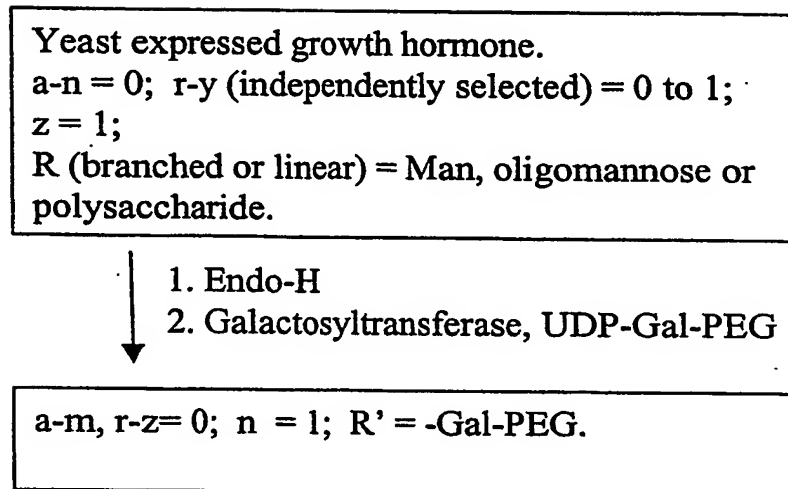 Yeast expressed growth hormone.
a-n = 0; r-y (independently selected) = 0 to 1;
z = 1;
R (branched or linear) = Man, oligomannose or
polysaccharide.
1. Endo-H
2. Galactosyltransferase, UDP-Gal-PEG
a-m, r-z= 0; n = 1; R' = -Gal-PEG.